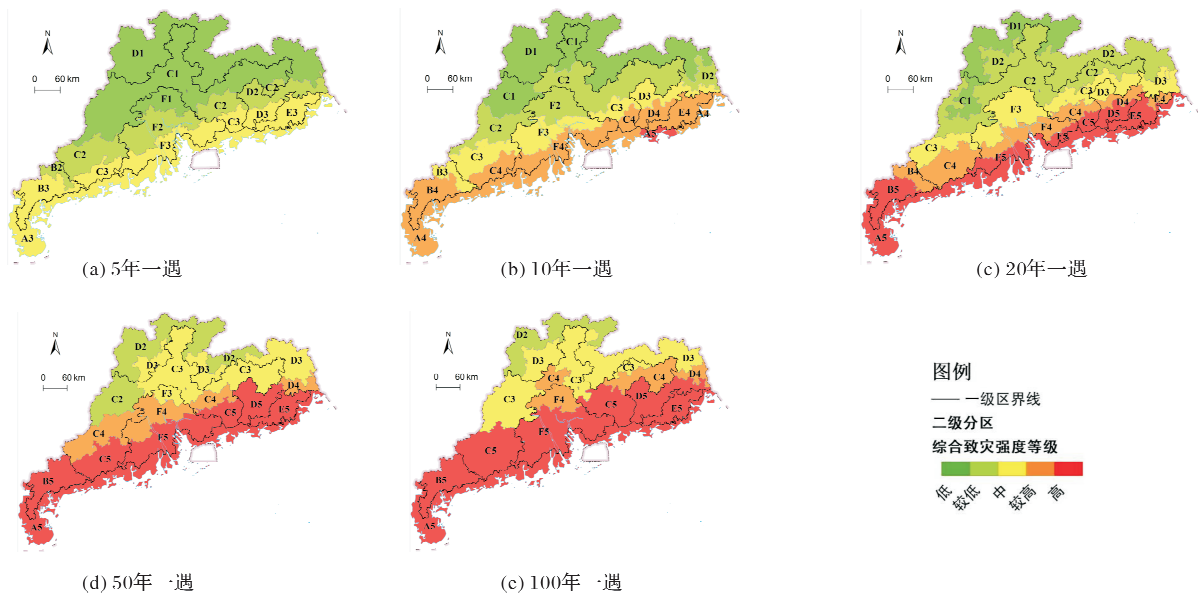 N
0 60 km
D1
C1
F1
D2
C2
C2
E3
D3
C3
F2
F3
C2
B2
C3
B3
A3
(a) 5年一遇
N
0 60 km
D1
C1
C2
D2
C1
F2
D3
C3
E4
A4
D4
C4
A5
C2
F3
F4
C3
C4
B3
B4
A4
(b) 10年一遇
N
0 60 km
D1
D2
D2
C2
C2
D3
C1
C3
D3
F3
D4
E4
C4
D5
E5
C5
F4
F5
C3
F5
C4
B4
B5
A5
(c) 20年一遇
N
0 60 km
D2
D3
C3
D3
D2
C3
D3
D4
F3
C2
C4
F4
C5
D5
E5
C4
F5
C5
B5
A5
(d) 50年一遇
N
0 60 km
D2
D3
C4
C3
C3
D3
C4
D4
C3
F4
D5
C5
E5
F5
C5
B5
A5
(c) 100年一遇
图例
一级区界线
二级分区
综合致灾强度等级
低
较低
中
较高
高